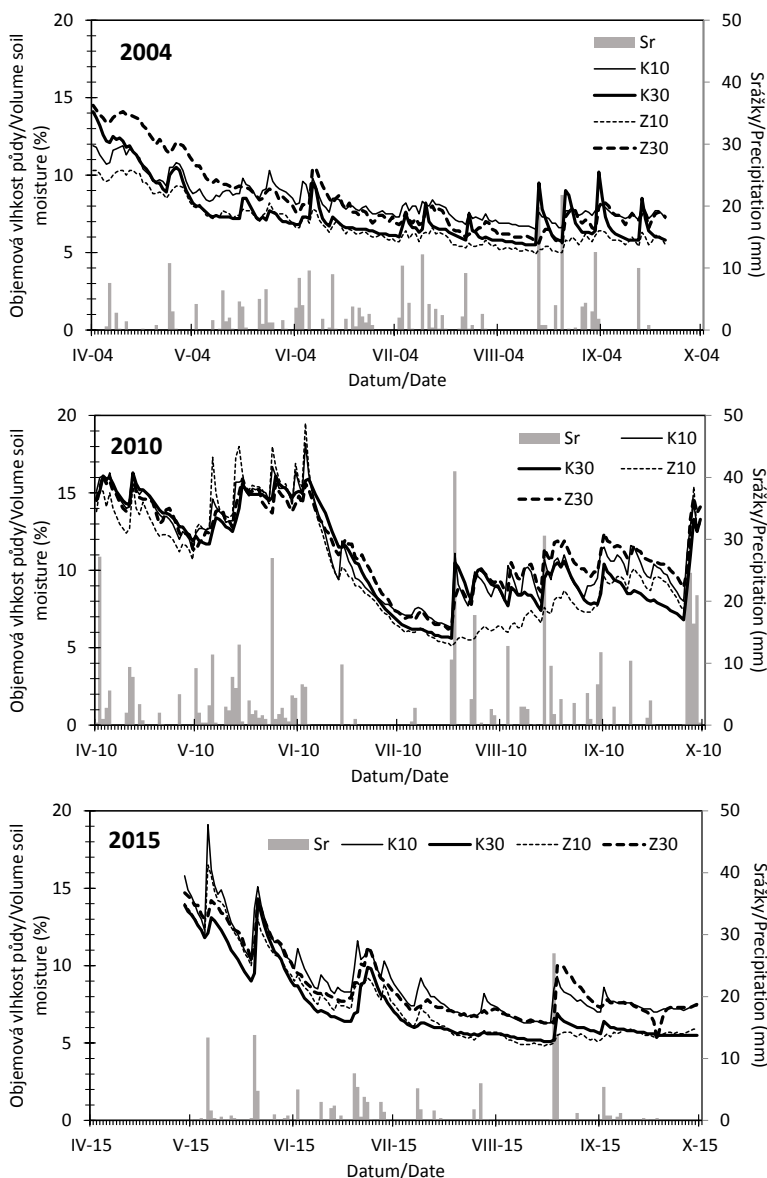 2004
Objemová vlhkost půdy/Volume soil
moisture (%)
20
15
10
5
0
50
40
30
20
10
0
Srážky/Precipitation (mm)
Sr
K10
K30
Z10
Z30
IV-04 V-04 VI-04 VII-04 VIII-04 IX-04 X-04
Datum/Date
2010
Objemová vlhkost půdy/Volume soil
moisture (%)
20
15
10
5
0
50
40
30
20
10
0
Srážky/Precipitation (mm)
Sr K10
K30 Z10
Z30
IV-10 V-10 VI-10 VII-10 VIII-10 IX-10 X-10
Datum/Date
2015
Objemová vlhkost půdy/Volume soil
moisture (%)
20
15
10
5
0
50
40
30
20
10
0
Srážky/Precipitation (mm)
Sr K10 K30 Z10 Z30
IV-15 V-15 VI-15 VII-15 VIII-15 IX-15 X-15
Datum/Date